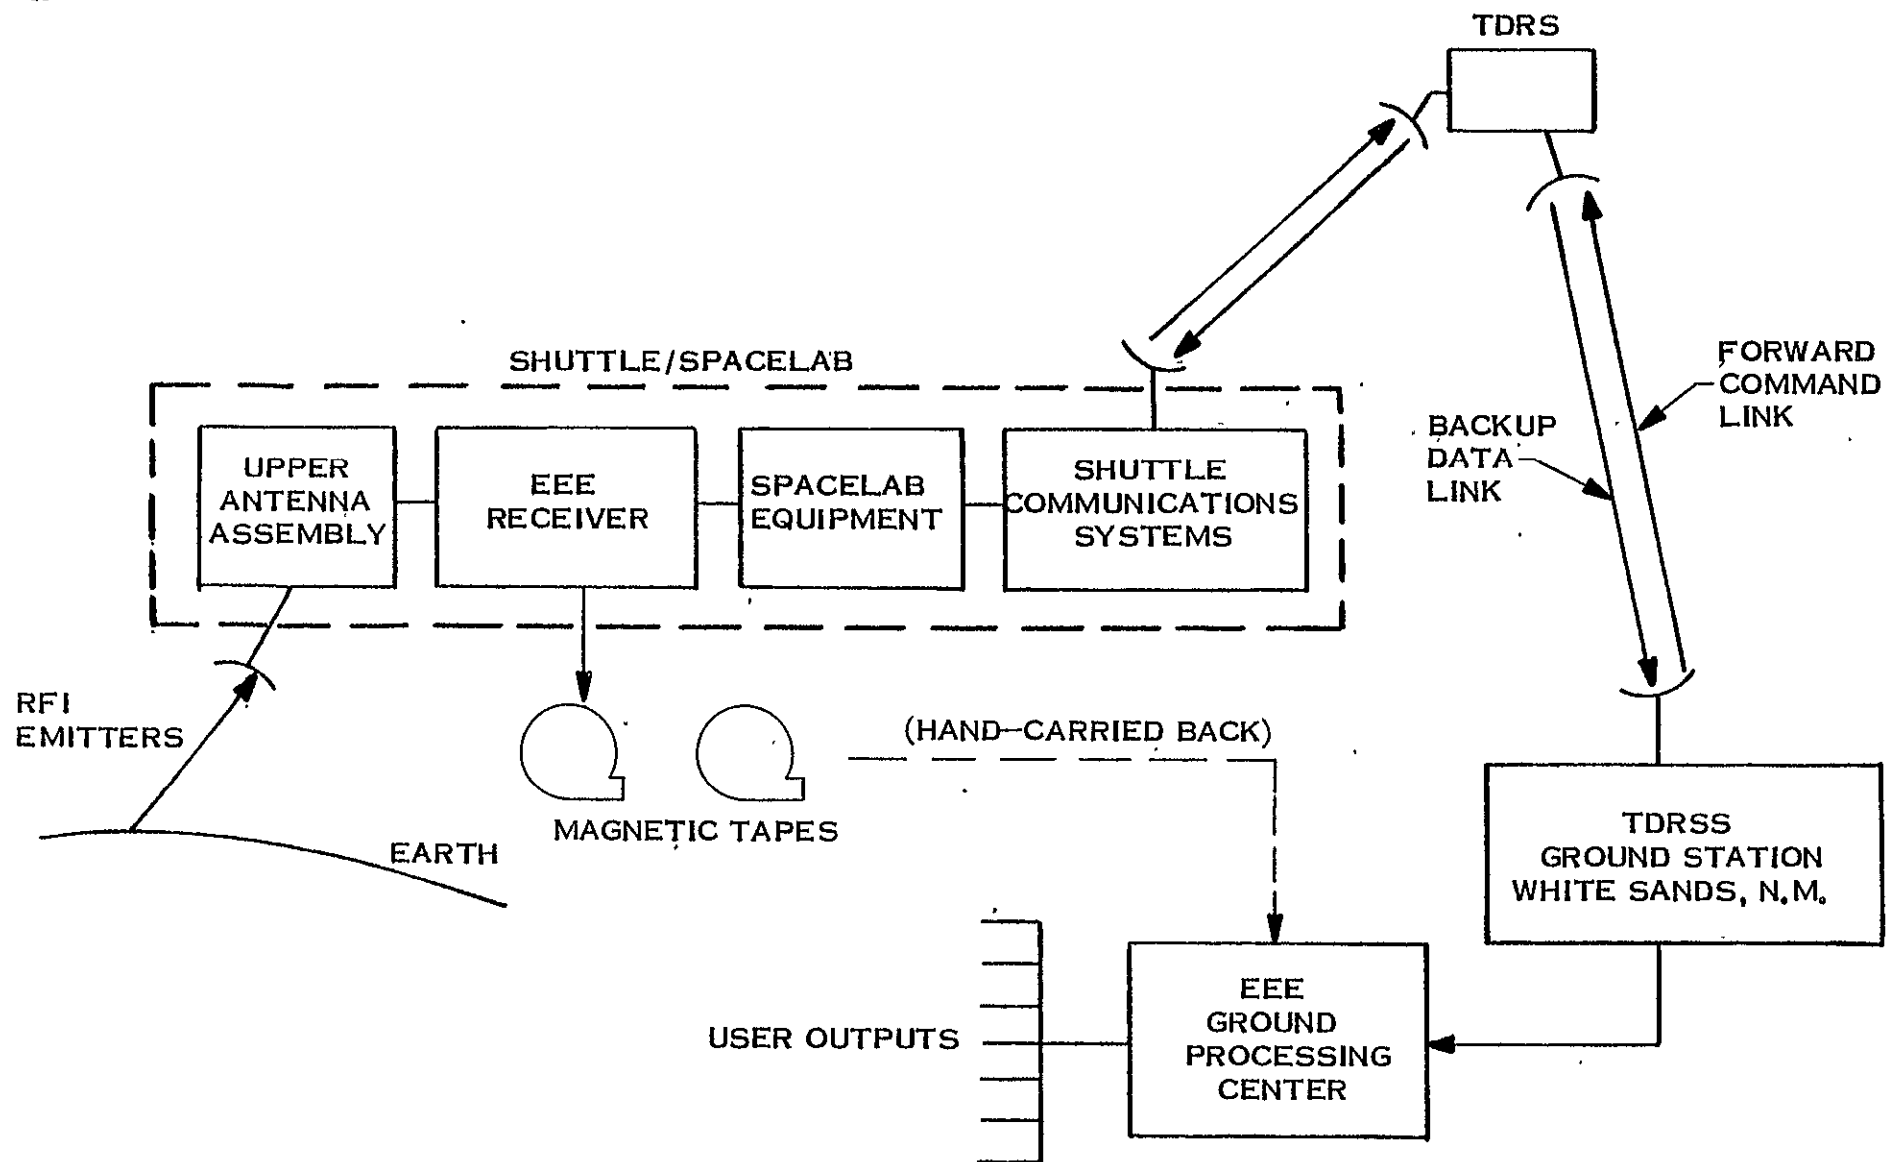 TDRS
SHUTTLE/SPACELAB
FORWARD
COMMAND
LINK
BACKUP
DATA
LINK
UPPER
ANTENNA
ASSEMBLY
EEE
RECEIVER
SPACELAB
EQUIPMENT
SHUTTLE
COMMUNICATIONS
SYSTEMS
RFI
EMITTERS
(HAND-CARRIED BACK)
MAGNETIC TAPES
EARTH
TDRSS
GROUND STATION
WHITE SANDS, N.M.
EEE
GROUND
PROCESSING
CENTER
USER OUTPUTS